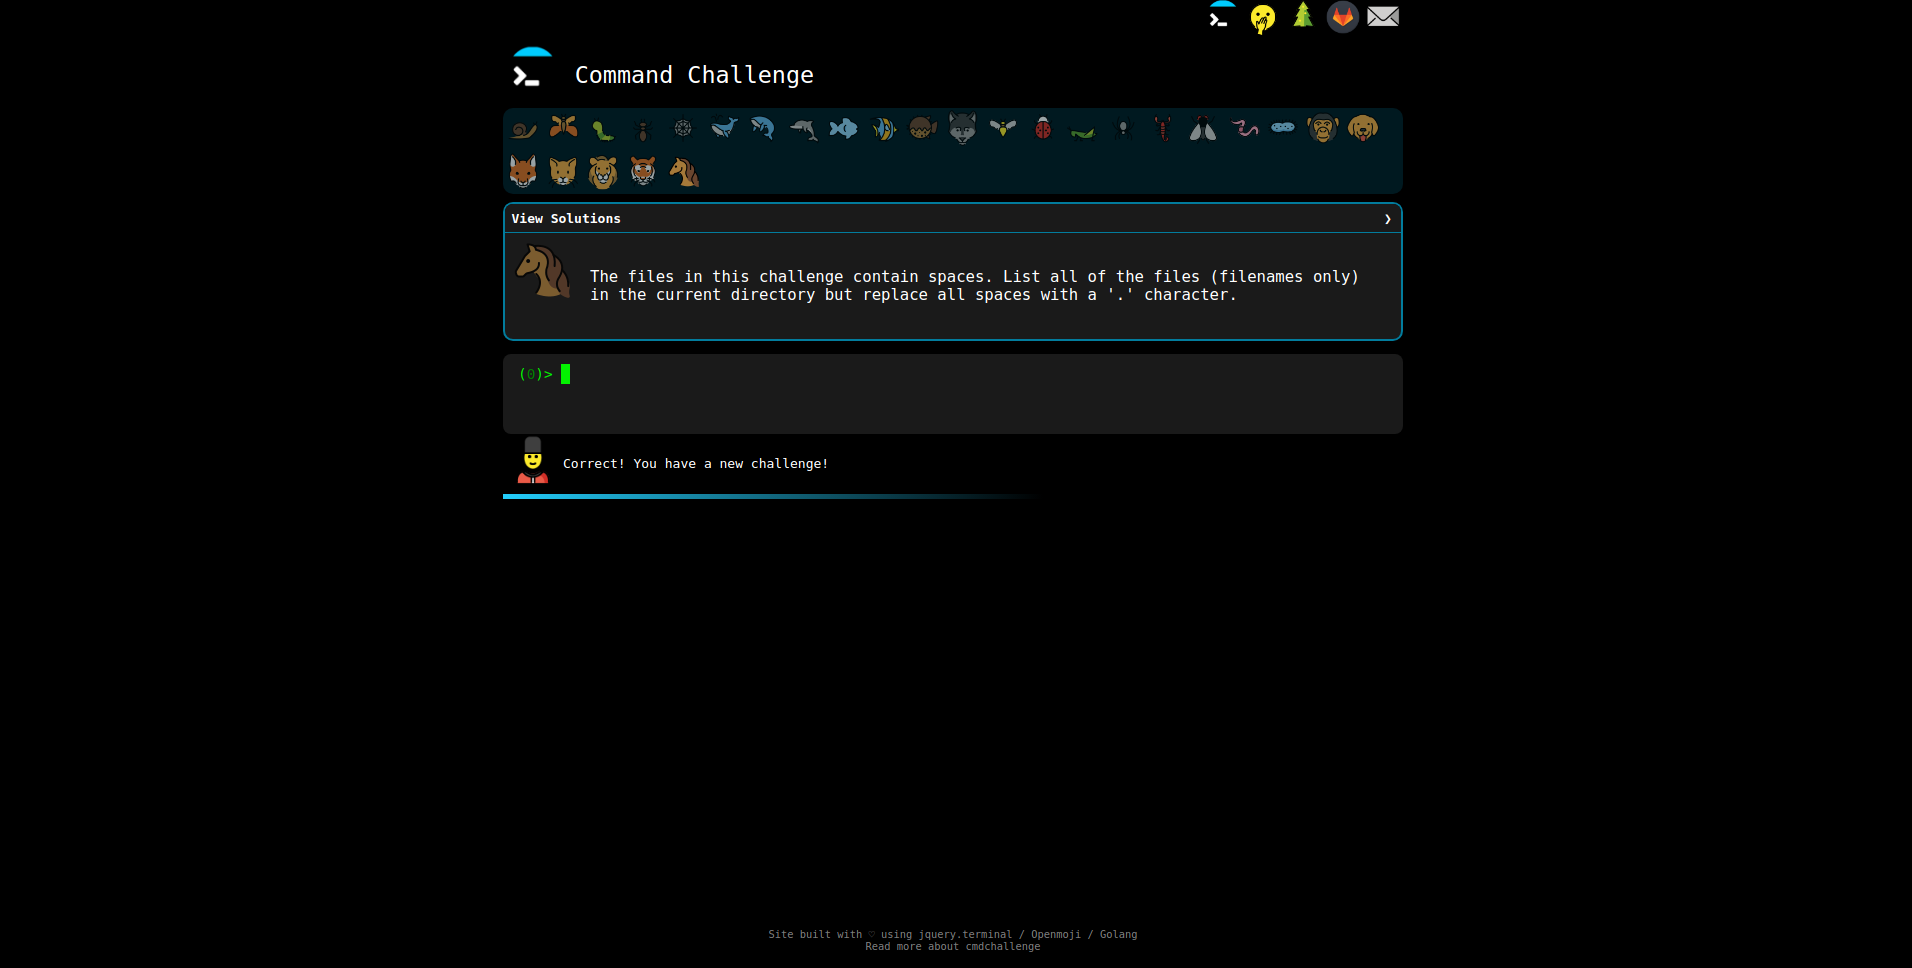 Command Challenge
View Solutions ❯
The files in this challenge contain spaces. List all of the files (filenames only)
in the current directory but replace all spaces with a '.' character.
(0)>
Correct! You have a new challenge!
Site built with ♡ using jquery.terminal / Openmoji / Golang
Read more about cmdchallenge